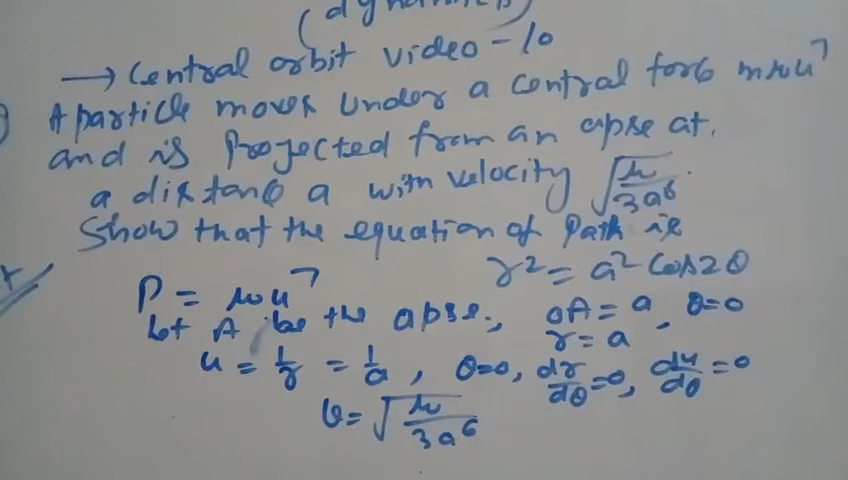 (dynamics)
→ Central orbit video - 10
A particle moves under a central force mμu⁷
and is Projected from an apse at
a distance a with velocity √(μ/3a⁶).
Show that the equation of Path is
r² = a² cos2θ
P = μu⁷
Let A be the apse, OA = a, θ=0
r = a
u = 1/r = 1/a, θ=0, dr/dθ=0, du/dθ=0
v = √(μ/3a⁶)